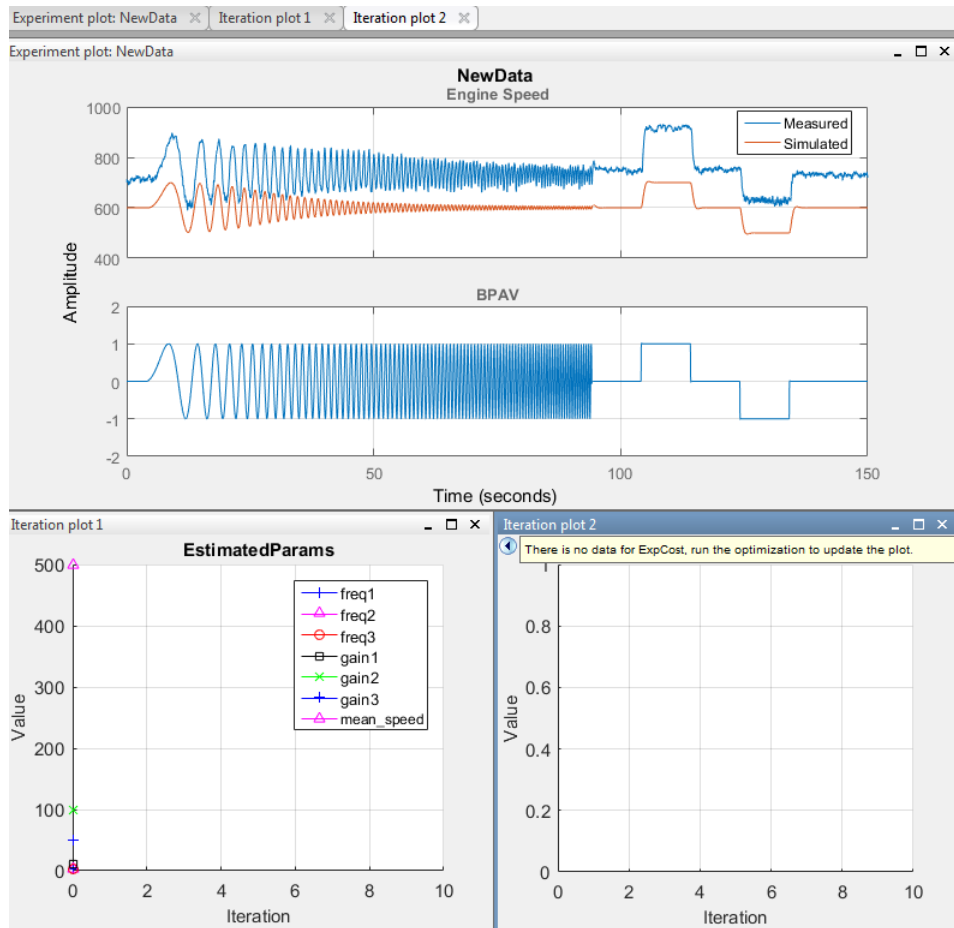 Experiment plot: NewData
Iteration plot 1
Iteration plot 2
Experiment plot: NewData
NewData
Engine Speed
1000
800
600
400
Measured
Simulated
Amplitude
BPAV
2
1
0
-1
-2
0
50
100
150
Time (seconds)
Iteration plot 1
EstimatedParams
500
400
300
200
100
0
Value
freq1
freq2
freq3
gain1
gain2
gain3
mean_speed
0
2
4
6
8
10
Iteration
Iteration plot 2
There is no data for ExpCost, run the optimization to update the plot.
1
0.8
0.6
0.4
0.2
0
Value
0
2
4
6
8
10
Iteration